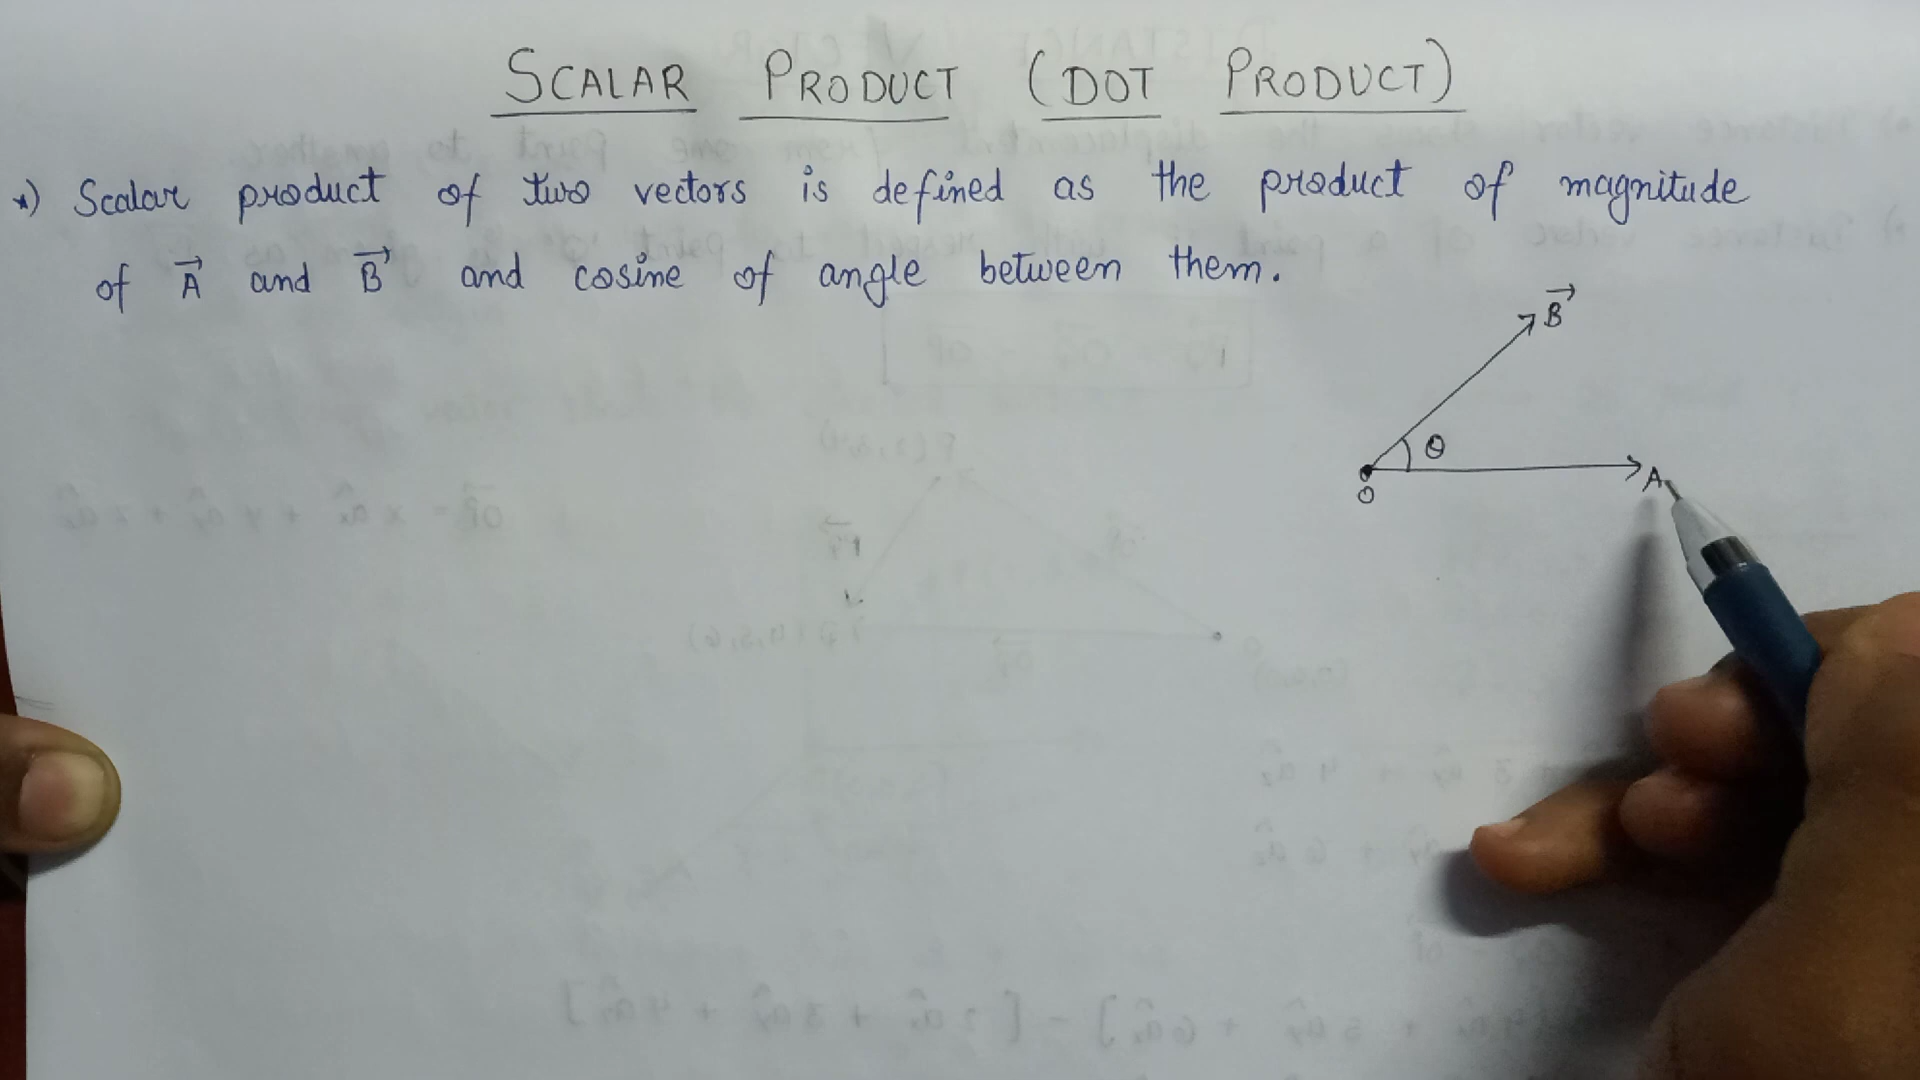 SCALAR PRODUCT (DOT PRODUCT)
*) Scalar product of two vectors is defined as the product of magnitude
of A⃗ and B⃗ and cosine of angle between them.
B⃗
θ
A
O